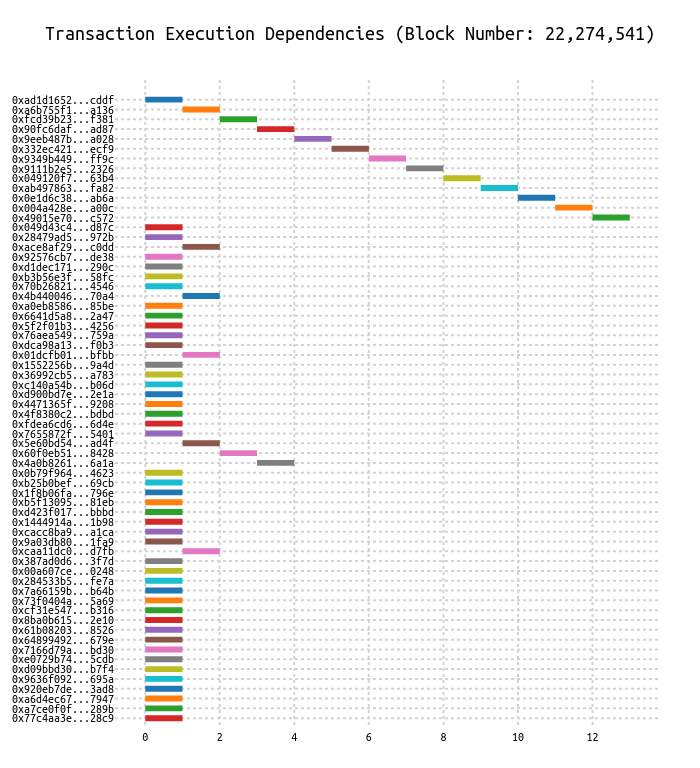 Transaction Execution Dependencies (Block Number: 22,274,541)
0xad1d1652...cddf
0xa6b755f1...a136
0xfcd39b23...f381
0x90fc6daf...ad87
0x9eeb487b...a028
0x332ec421...ecf9
0x9349b449...ff9c
0x9111b2e5...2326
0x049120f7...63b4
0xab497863...fa82
0x0e1d6c38...ab6a
0x004a428e...a00c
0x49015e70...c572
0x049d43c4...d87c
0x28479ad5...972b
0xace8af29...c0dd
0x92576cb7...de38
0xd1dec171...290c
0xb3b56e3f...58fc
0x70b26821...4546
0x4b440046...70a4
0xa0eb8586...85be
0x6641d5a8...2a47
0x5f2f01b3...4256
0x76aea549...759a
0xdca98a13...f0b3
0x01dcfb01...bfbb
0x1552256b...9a4d
0x36992cb5...a783
0xc140a54b...b06d
0xd900bd7e...2e1a
0x4471365f...9208
0x4f8380c2...bdbd
0xfdea6cd6...6d4e
0x7655872f...5401
0x5e60bd54...ad4f
0x60f0eb51...8428
0x4a0b8261...6a1a
0x0b79f964...4623
0xb25b0bef...69cb
0x1f8b06fa...796e
0xb5f13095...81eb
0xd423f017...bbbd
0x1444914a...1b98
0xcacc8ba9...a1ca
0x9a03db80...1fa9
0xcaa11dc0...d7fb
0x387ad0d6...3f7d
0x00a607ce...0248
0x284533b5...fe7a
0x7a66159b...b64b
0x73f0404a...5a69
0xcf31e547...b316
0x8ba0b615...2e10
0x61b08203...8526
0x64899492...679e
0x7166d79a...bd30
0xe0729b74...5cdb
0xd09bbd30...b7f4
0x9636f092...695a
0x920eb7de...3ad8
0xa6d4ec67...7947
0xa7ce0f0f...289b
0x77c4aa3e...28c9
0 2 4 6 8 10 12